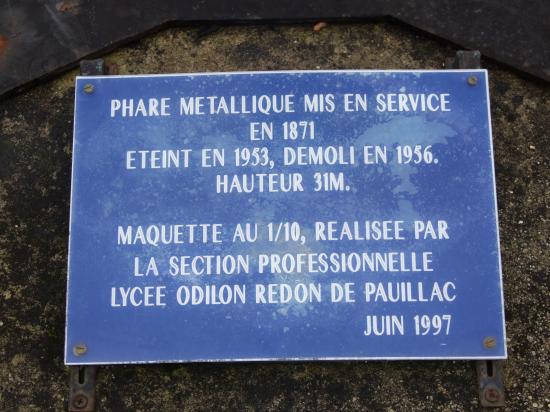 PHARE METALLIQUE MIS EN SERVICE
EN 1871
ETEINT EN 1953, DEMOLI EN 1956.
HAUTEUR 31M.
MAQUETTE AU 1/10, REALISEE PAR
LA SECTION PROFESSIONNELLE
LYCEE ODILON REDON DE PAUILLAC
JUIN 1997